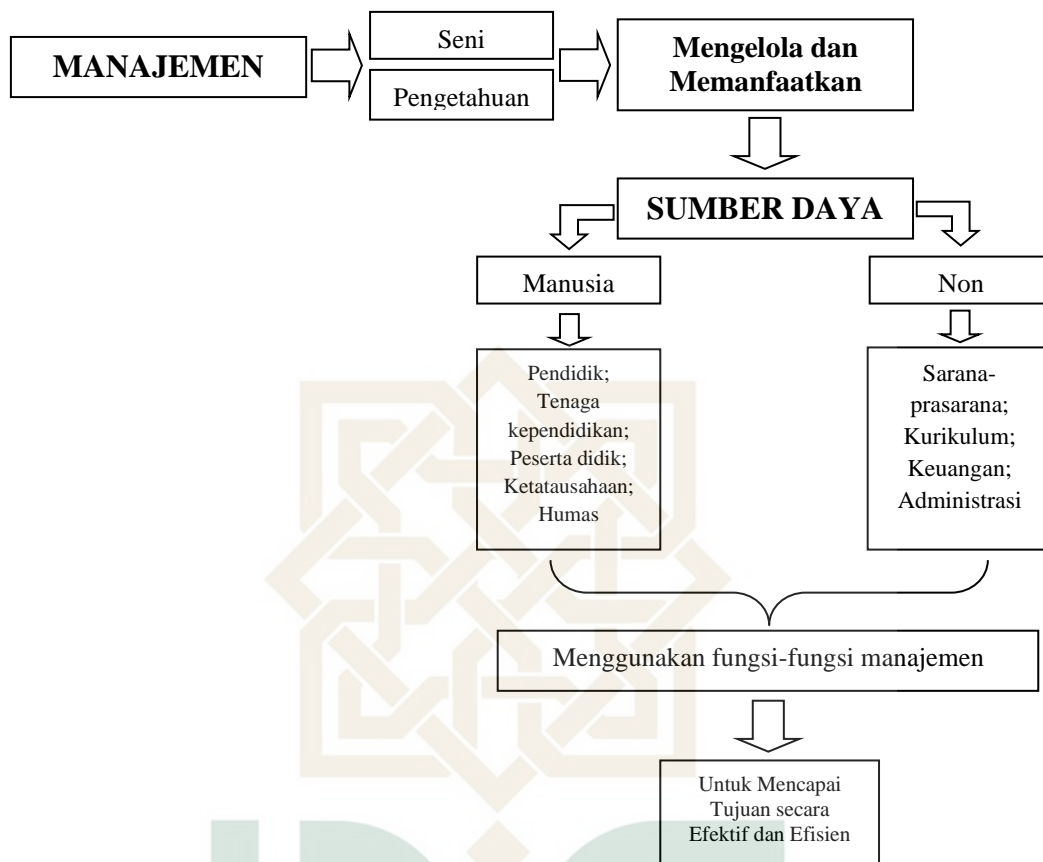 MANAJEMEN
Seni
Pengetahuan
Mengelola dan
Memanfaatkan
SUMBER DAYA
Manusia
Non
Pendidik;
Tenaga
kependidikan;
Peserta didik;
Ketatausahaan;
Humas
Sarana-
prasarana;
Kurikulum;
Keuangan;
Administrasi
Menggunakan fungsi-fungsi manajemen
Untuk Mencapai
Tujuan secara
Efektif dan Efisien